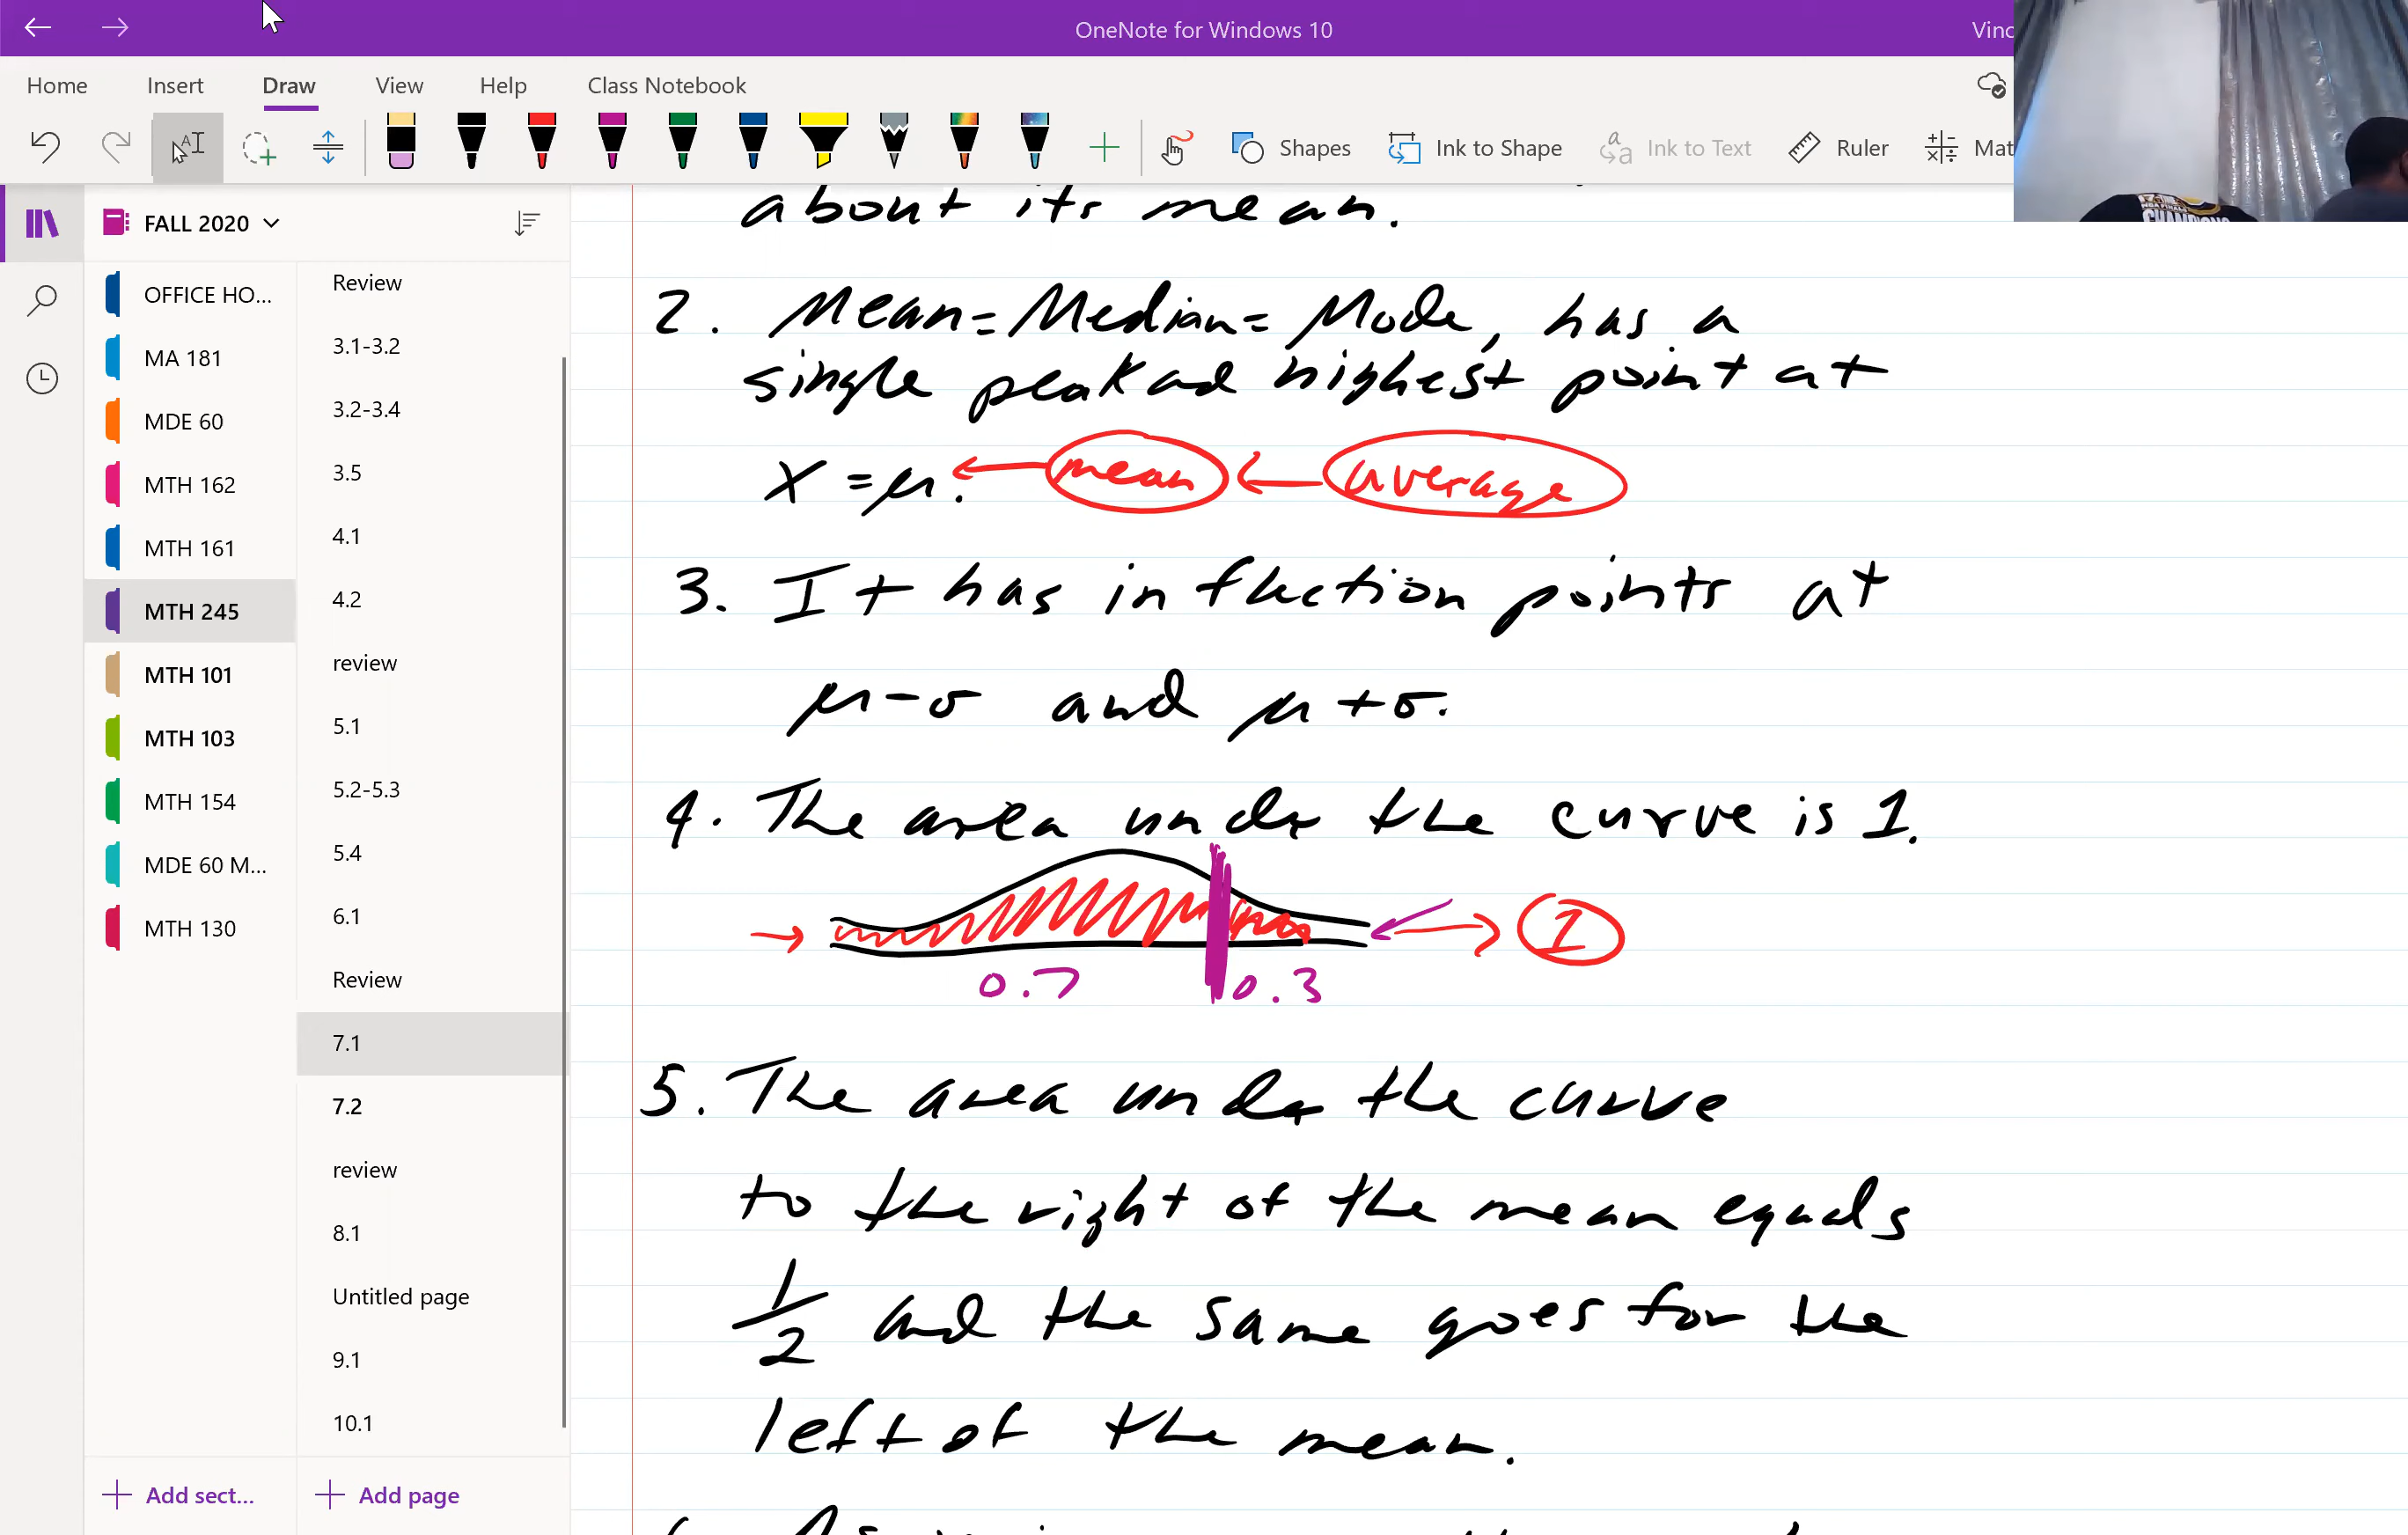 OneNote for Windows 10
Vinc
Home Insert Draw View Help Class Notebook
Shapes Ink to Shape Ink to Text Ruler Mat
FALL 2020
OFFICE HO...
MA 181
MDE 60
MTH 162
MTH 161
MTH 245
MTH 101
MTH 103
MTH 154
MDE 60 M...
MTH 130
Add sect...
Review
3.1-3.2
3.2-3.4
3.5
4.1
4.2
review
5.1
5.2-5.3
5.4
6.1
Review
7.1
7.2
review
8.1
Untitled page
9.1
10.1
Add page
about its mean.
2. Mean = Median = Mode, has a
single peak ad highest point at
X = μ. ← mean ← average
3. It has inflection points at
μ-σ and μ+σ.
4. The area under the curve is 1.
→ → 1
0.7 0.3
5. The area under the curve
to the right of the mean equals
1/2 and the same goes for the
left of the mean.
CHAMPIONS